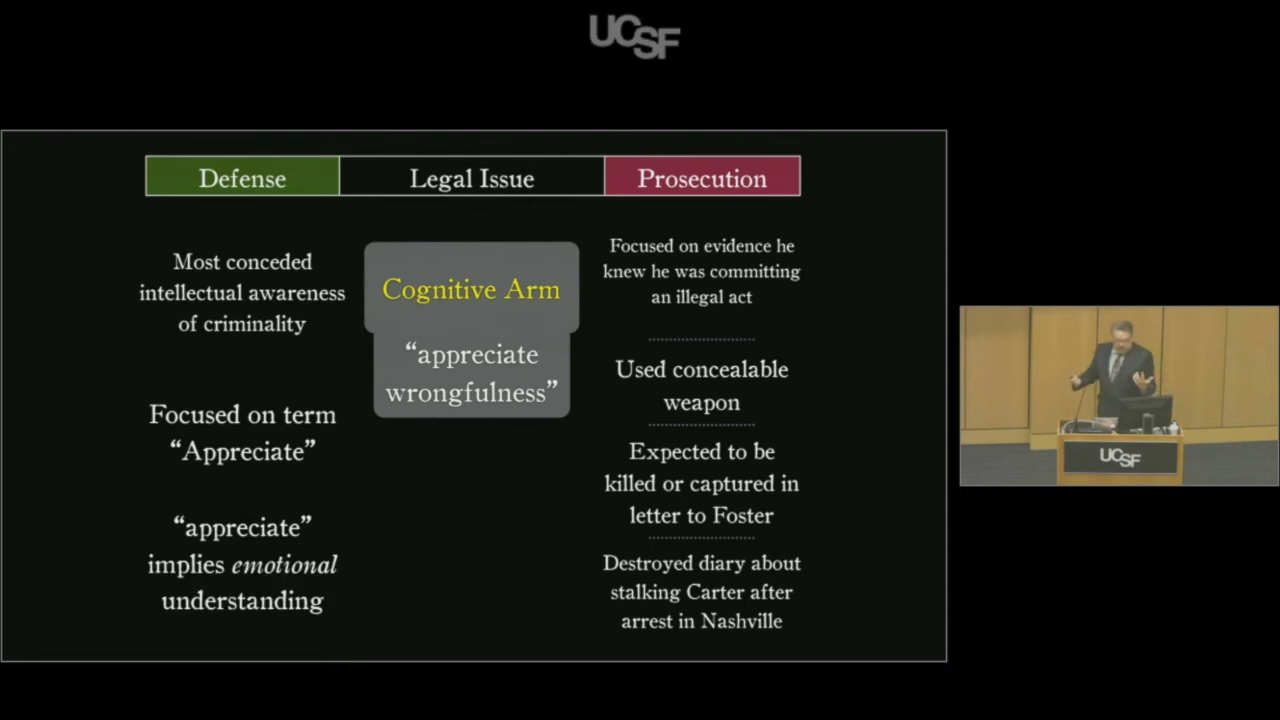 UCSF
Defense
Legal Issue
Prosecution
Most conceded
intellectual awareness
of criminality
Focused on term
“Appreciate”
“appreciate”
implies emotional
understanding
Cognitive Arm
“appreciate
wrongfulness”
Focused on evidence he
knew he was committing
an illegal act
Used concealable
weapon
Expected to be
killed or captured in
letter to Foster
Destroyed diary about
stalking Carter after
arrest in Nashville
UCSF